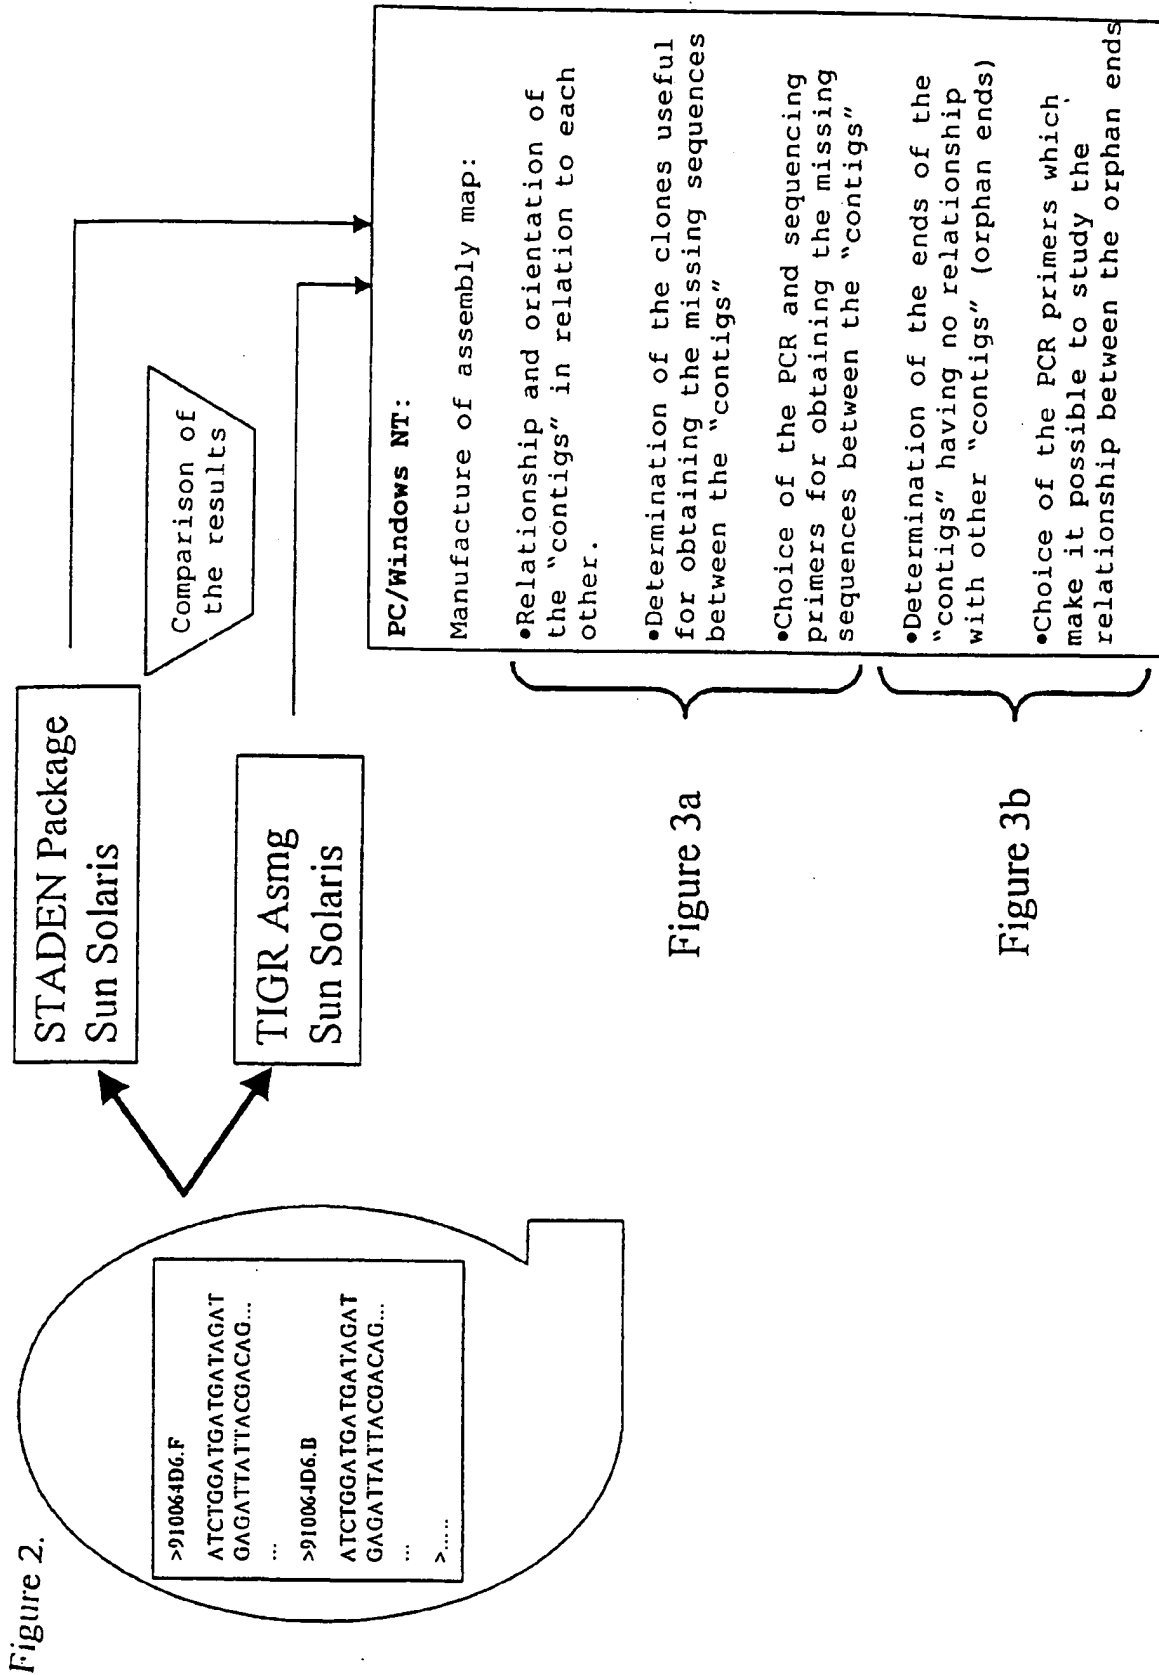 Figure 2.
>910064D6.F
ATCTGGATGATGATAGAT
GAGATTATTACGACAG...
...
>910064D6.B
ATCTGGATGATGATAGAT
GAGATTATTACGACAG...
...
>.....
STADEN Package
Sun Solaris
TIGR Asmg
Sun Solaris
Comparison of
the results
PC/Windows NT:
Manufacture of assembly map:
•Relationship and orientation of
the "contigs" in relation to each
other.
•Determination of the clones useful
for obtaining the missing sequences
between the "contigs"
•Choice of the PCR and sequencing
primers for obtaining the missing
sequences between the "contigs"
•Determination of the ends of the
"contigs" having no relationship
with other "contigs" (orphan ends)
•Choice of the PCR primers which
make it possible to study the
relationship between the orphan ends
Figure 3a
Figure 3b